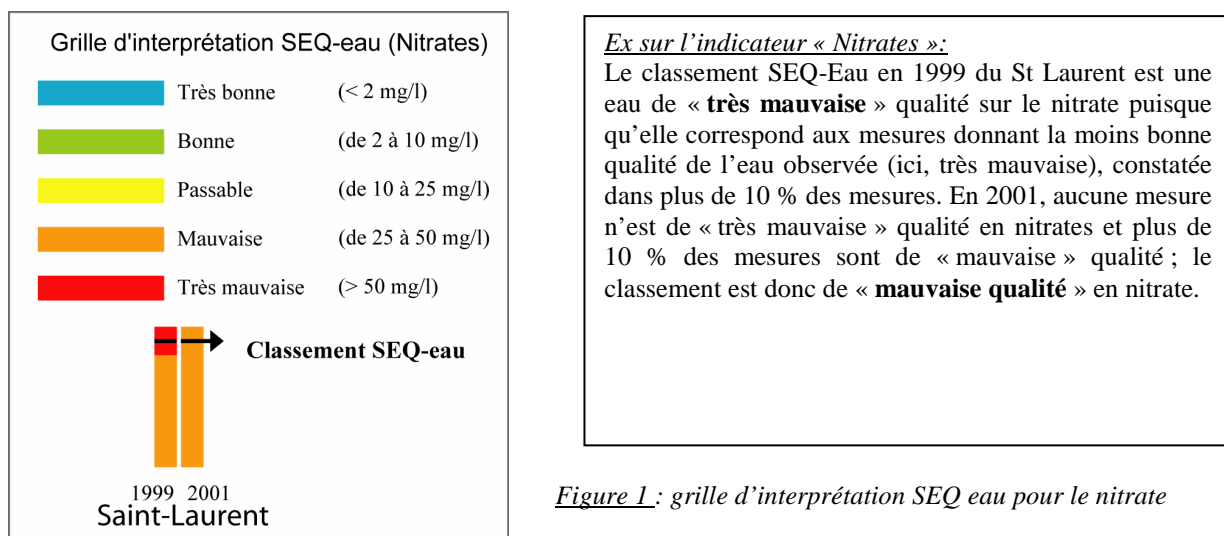 Grille d'interprétation SEQ-eau (Nitrates)
Très bonne (< 2 mg/l)
Bonne (de 2 à 10 mg/l)
Passable (de 10 à 25 mg/l)
Mauvaise (de 25 à 50 mg/l)
Très mauvaise (> 50 mg/l)
Classement SEQ-eau
1999 2001
Saint-Laurent
Ex sur l’indicateur « Nitrates »:
Le classement SEQ-Eau en 1999 du St Laurent est une
eau de « très mauvaise » qualité sur le nitrate puisque
qu’elle correspond aux mesures donnant la moins bonne
qualité de l’eau observée (ici, très mauvaise), constatée
dans plus de 10 % des mesures. En 2001, aucune mesure
n’est de « très mauvaise » qualité en nitrates et plus de
10 % des mesures sont de « mauvaise » qualité ; le
classement est donc de « mauvaise qualité » en nitrate.
Figure 1 : grille d’interprétation SEQ eau pour le nitrate